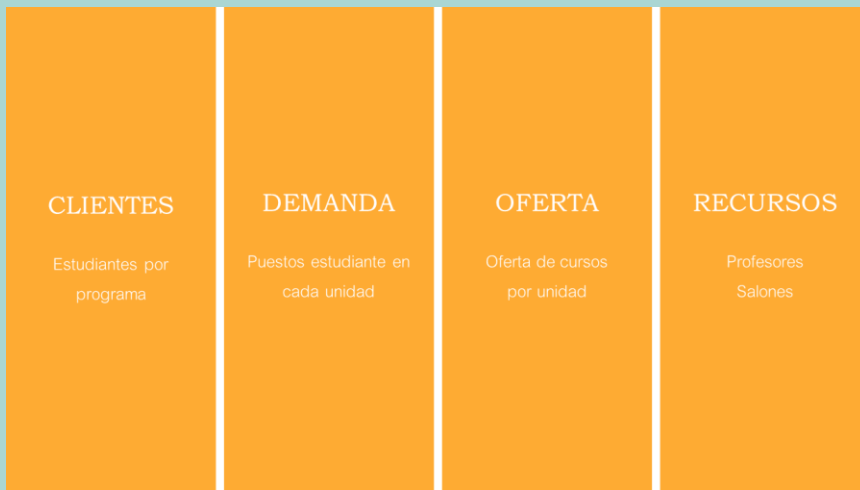 CLIENTES
Estudiantes por
programa
DEMANDA
Puestos estudiante en
cada unidad
OFERTA
Oferta de cursos
por unidad
RECURSOS
Profesores
Salones